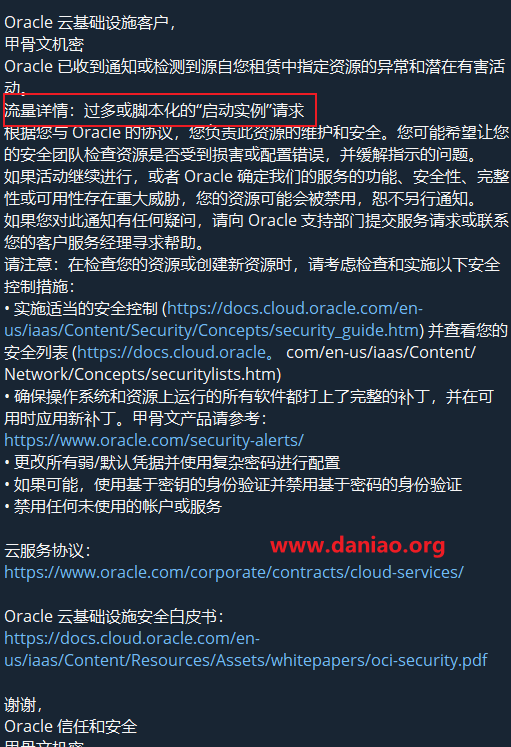 Oracle 云基础设施客户，
甲骨文机密
Oracle 已收到通知或检测到源自您租赁中指定资源的异常和潜在有害活
动。
流量详情：过多或脚本化的“启动实例”请求
根据您与 Oracle 的协议，您负责此资源的维护和安全。您可能希望让您
的安全团队检查资源是否受到损害或配置错误，并缓解指示的问题。
如果活动继续进行，或者 Oracle 确定我们的服务的功能、安全性、完整
性或可用性存在重大威胁，您的资源可能会被禁用，恕不另行通知。
如果您对此通知有任何疑问，请向 Oracle 支持部门提交服务请求或联系
您的客户服务经理寻求帮助。
请注意：在检查您的资源或创建新资源时，请考虑检查和实施以下安全
控制措施：
• 实施适当的安全控制 (https://docs.cloud.oracle.com/en-
us/iaas/Content/Security/Concepts/security_guide.htm) 并查看您的
安全列表 (https://docs.cloud.oracle。 com/en-us/iaas/Content/
Network/Concepts/securitylists.htm)
• 确保操作系统和资源上运行的所有软件都打上了完整的补丁，并在可
用时应用新补丁。甲骨文产品请参考：
https://www.oracle.com/security-alerts/
• 更改所有弱/默认凭据并使用复杂密码进行配置
• 如果可能，使用基于密钥的身份验证并禁用基于密码的身份验证
• 禁用任何未使用的帐户或服务
www.daniao.org
云服务协议：
https://www.oracle.com/corporate/contracts/cloud-services/
Oracle 云基础设施安全白皮书：
https://docs.cloud.oracle.com/en-
us/iaas/Content/Resources/Assets/whitepapers/oci-security.pdf
谢谢，
Oracle 信任和安全
甲骨文机密